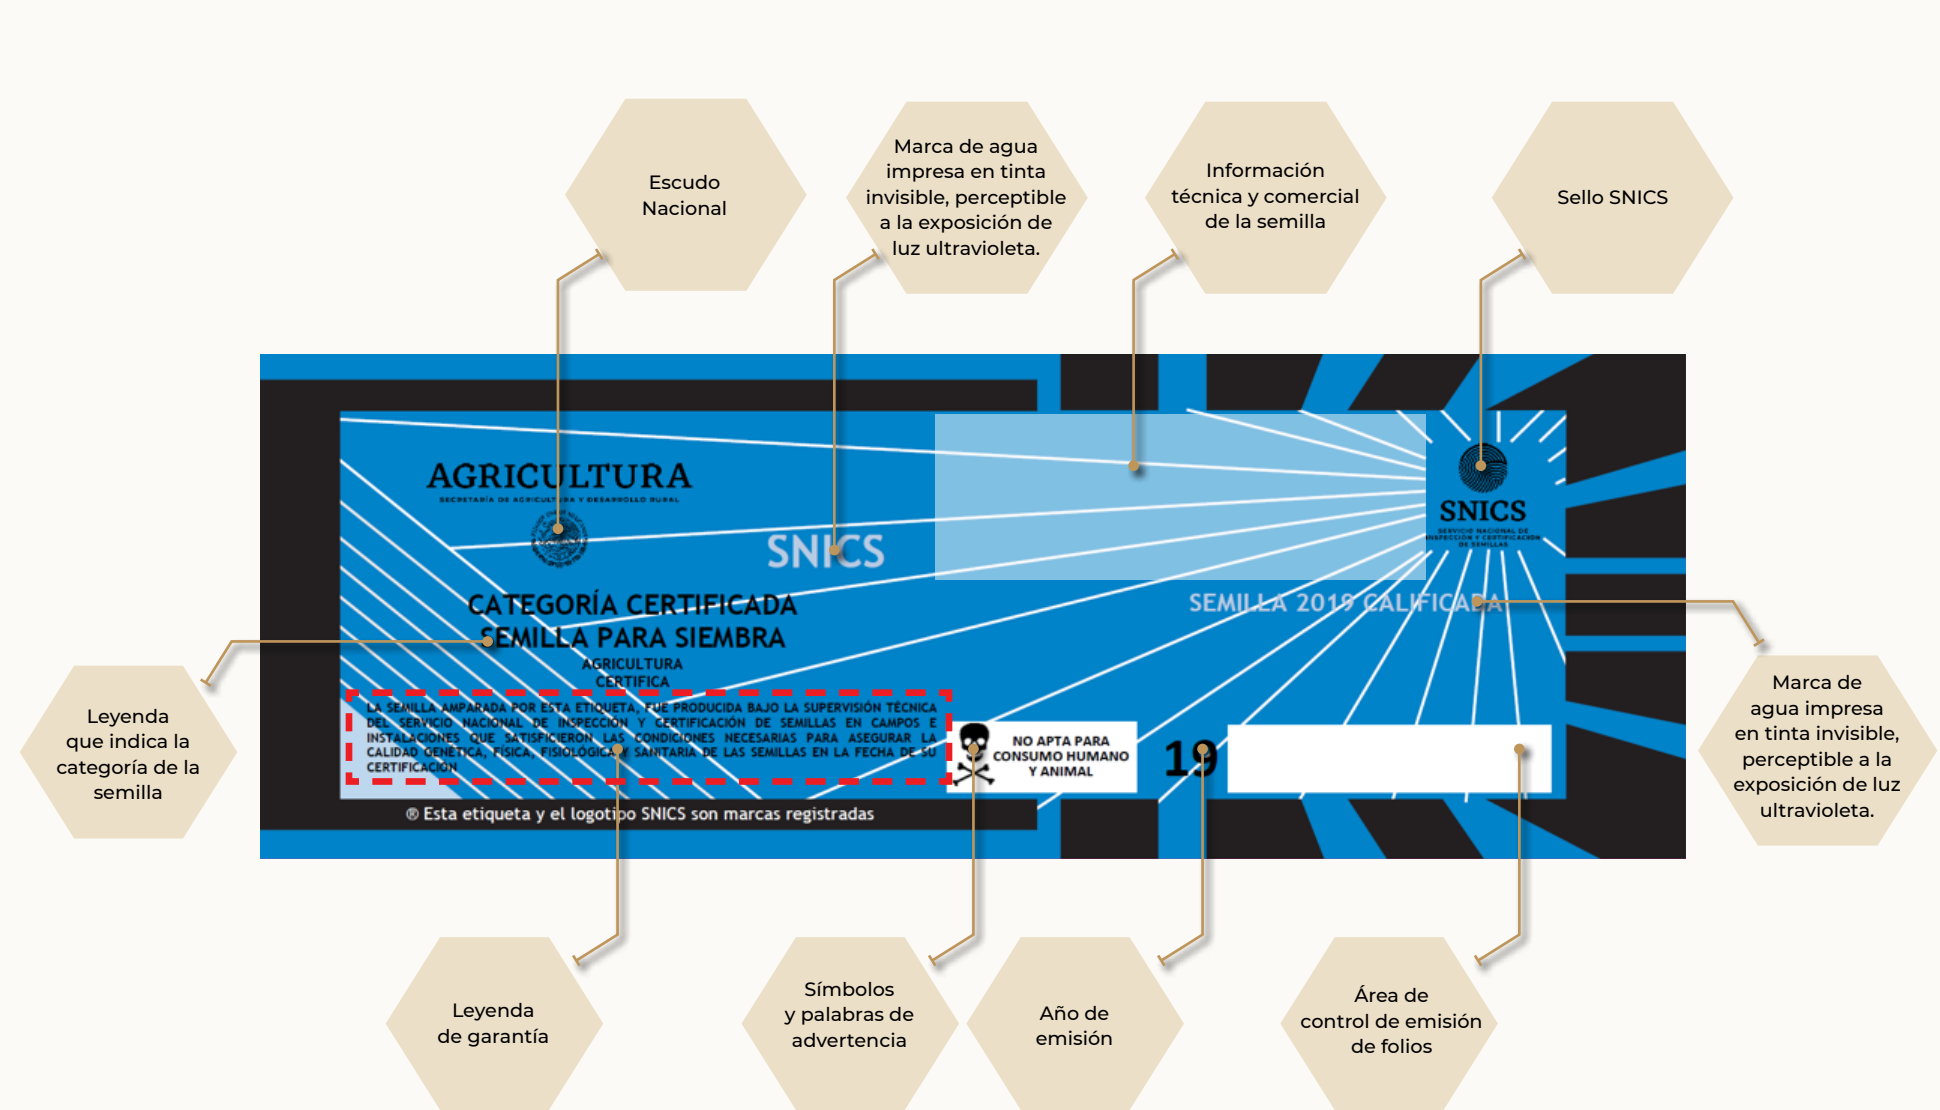 Escudo
Nacional
Marca de agua
impresa en tinta
invisible, perceptible
a la exposición de
luz ultravioleta.
Información
técnica y comercial
de la semilla
Sello SNICS
AGRICULTURA
SECRETARÍA DE AGRICULTURA Y DESARROLLO RURAL
SNICS
SNICS
SERVICIO NACIONAL DE
INSPECCIÓN Y CERTIFICACIÓN
DE SEMILLAS
CATEGORÍA CERTIFICADA
SEMILLA PARA SIEMBRA
AGRICULTURA
CERTIFICA
SEMILLA 2019 CALIFICADA
LA SEMILLA AMPARADA POR ESTA ETIQUETA, FUE PRODUCIDA BAJO LA SUPERVISIÓN TÉCNICA
DEL SERVICIO NACIONAL DE INSPECCIÓN Y CERTIFICACIÓN DE SEMILLAS EN CAMPOS E
INSTALACIONES QUE SATISFICIERON LAS CONDICIONES NECESARIAS PARA ASEGURAR LA
CALIDAD GENÉTICA, FÍSICA, FISIOLÓGICA Y SANITARIA DE LAS SEMILLAS EN LA FECHA DE SU
CERTIFICACIÓN
NO APTA PARA
CONSUMO HUMANO
Y ANIMAL
19
® Esta etiqueta y el logotipo SNICS son marcas registradas
Leyenda
que indica la
categoría de la
semilla
Marca de
agua impresa
en tinta invisible,
perceptible a la
exposición de luz
ultravioleta.
Leyenda
de garantía
Símbolos
y palabras de
advertencia
Año de
emisión
Área de
control de emisión
de folios